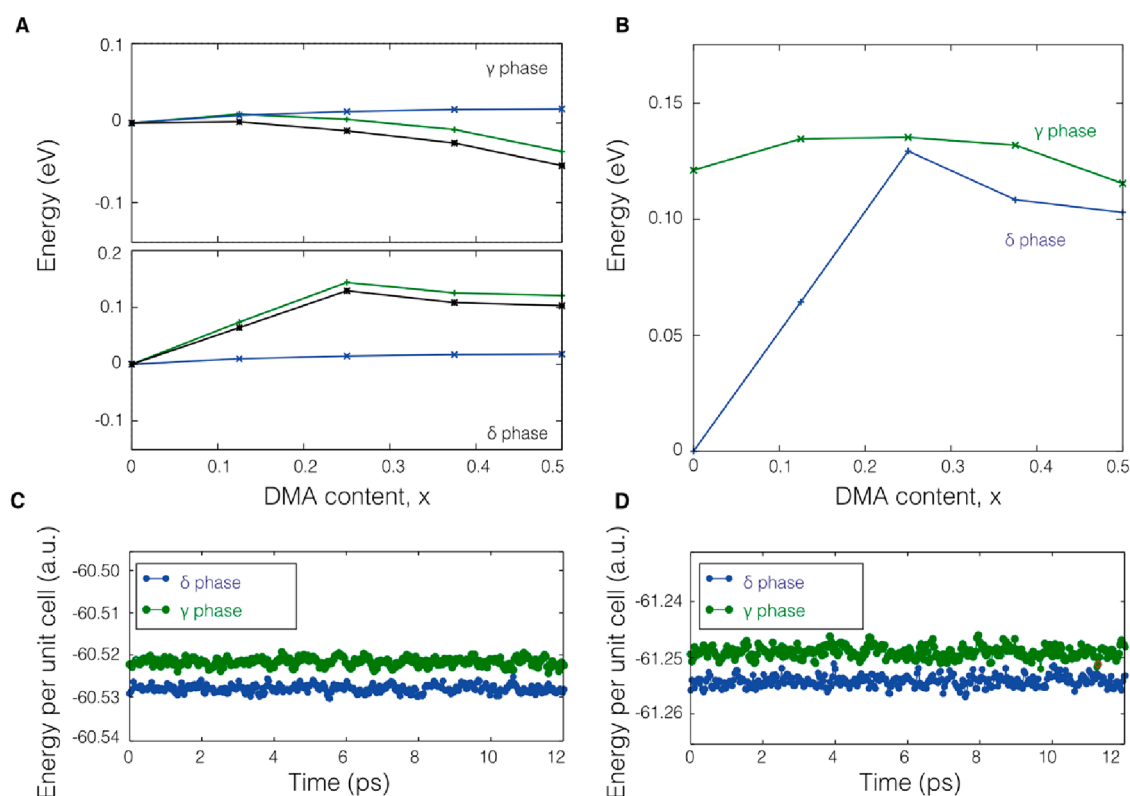 A
0.1
0
-0.1
γ phase
0.2
0.1
0
-0.1
δ phase
Energy (eV)
0 0.1 0.2 0.3 0.4 0.5
DMA content, x
B
0.15
0.10
0.05
0
γ phase
δ phase
Energy (eV)
0 0.1 0.2 0.3 0.4 0.5
DMA content, x
C
Energy per unit cell (a.u.)
-60.50
-60.51
-60.52
-60.53
-60.54
δ phase
γ phase
0 2 4 6 8 10 12
Time (ps)
D
Energy per unit cell (a.u.)
-61.24
-61.25
-61.26
δ phase
γ phase
0 2 4 6 8 10 12
Time (ps)